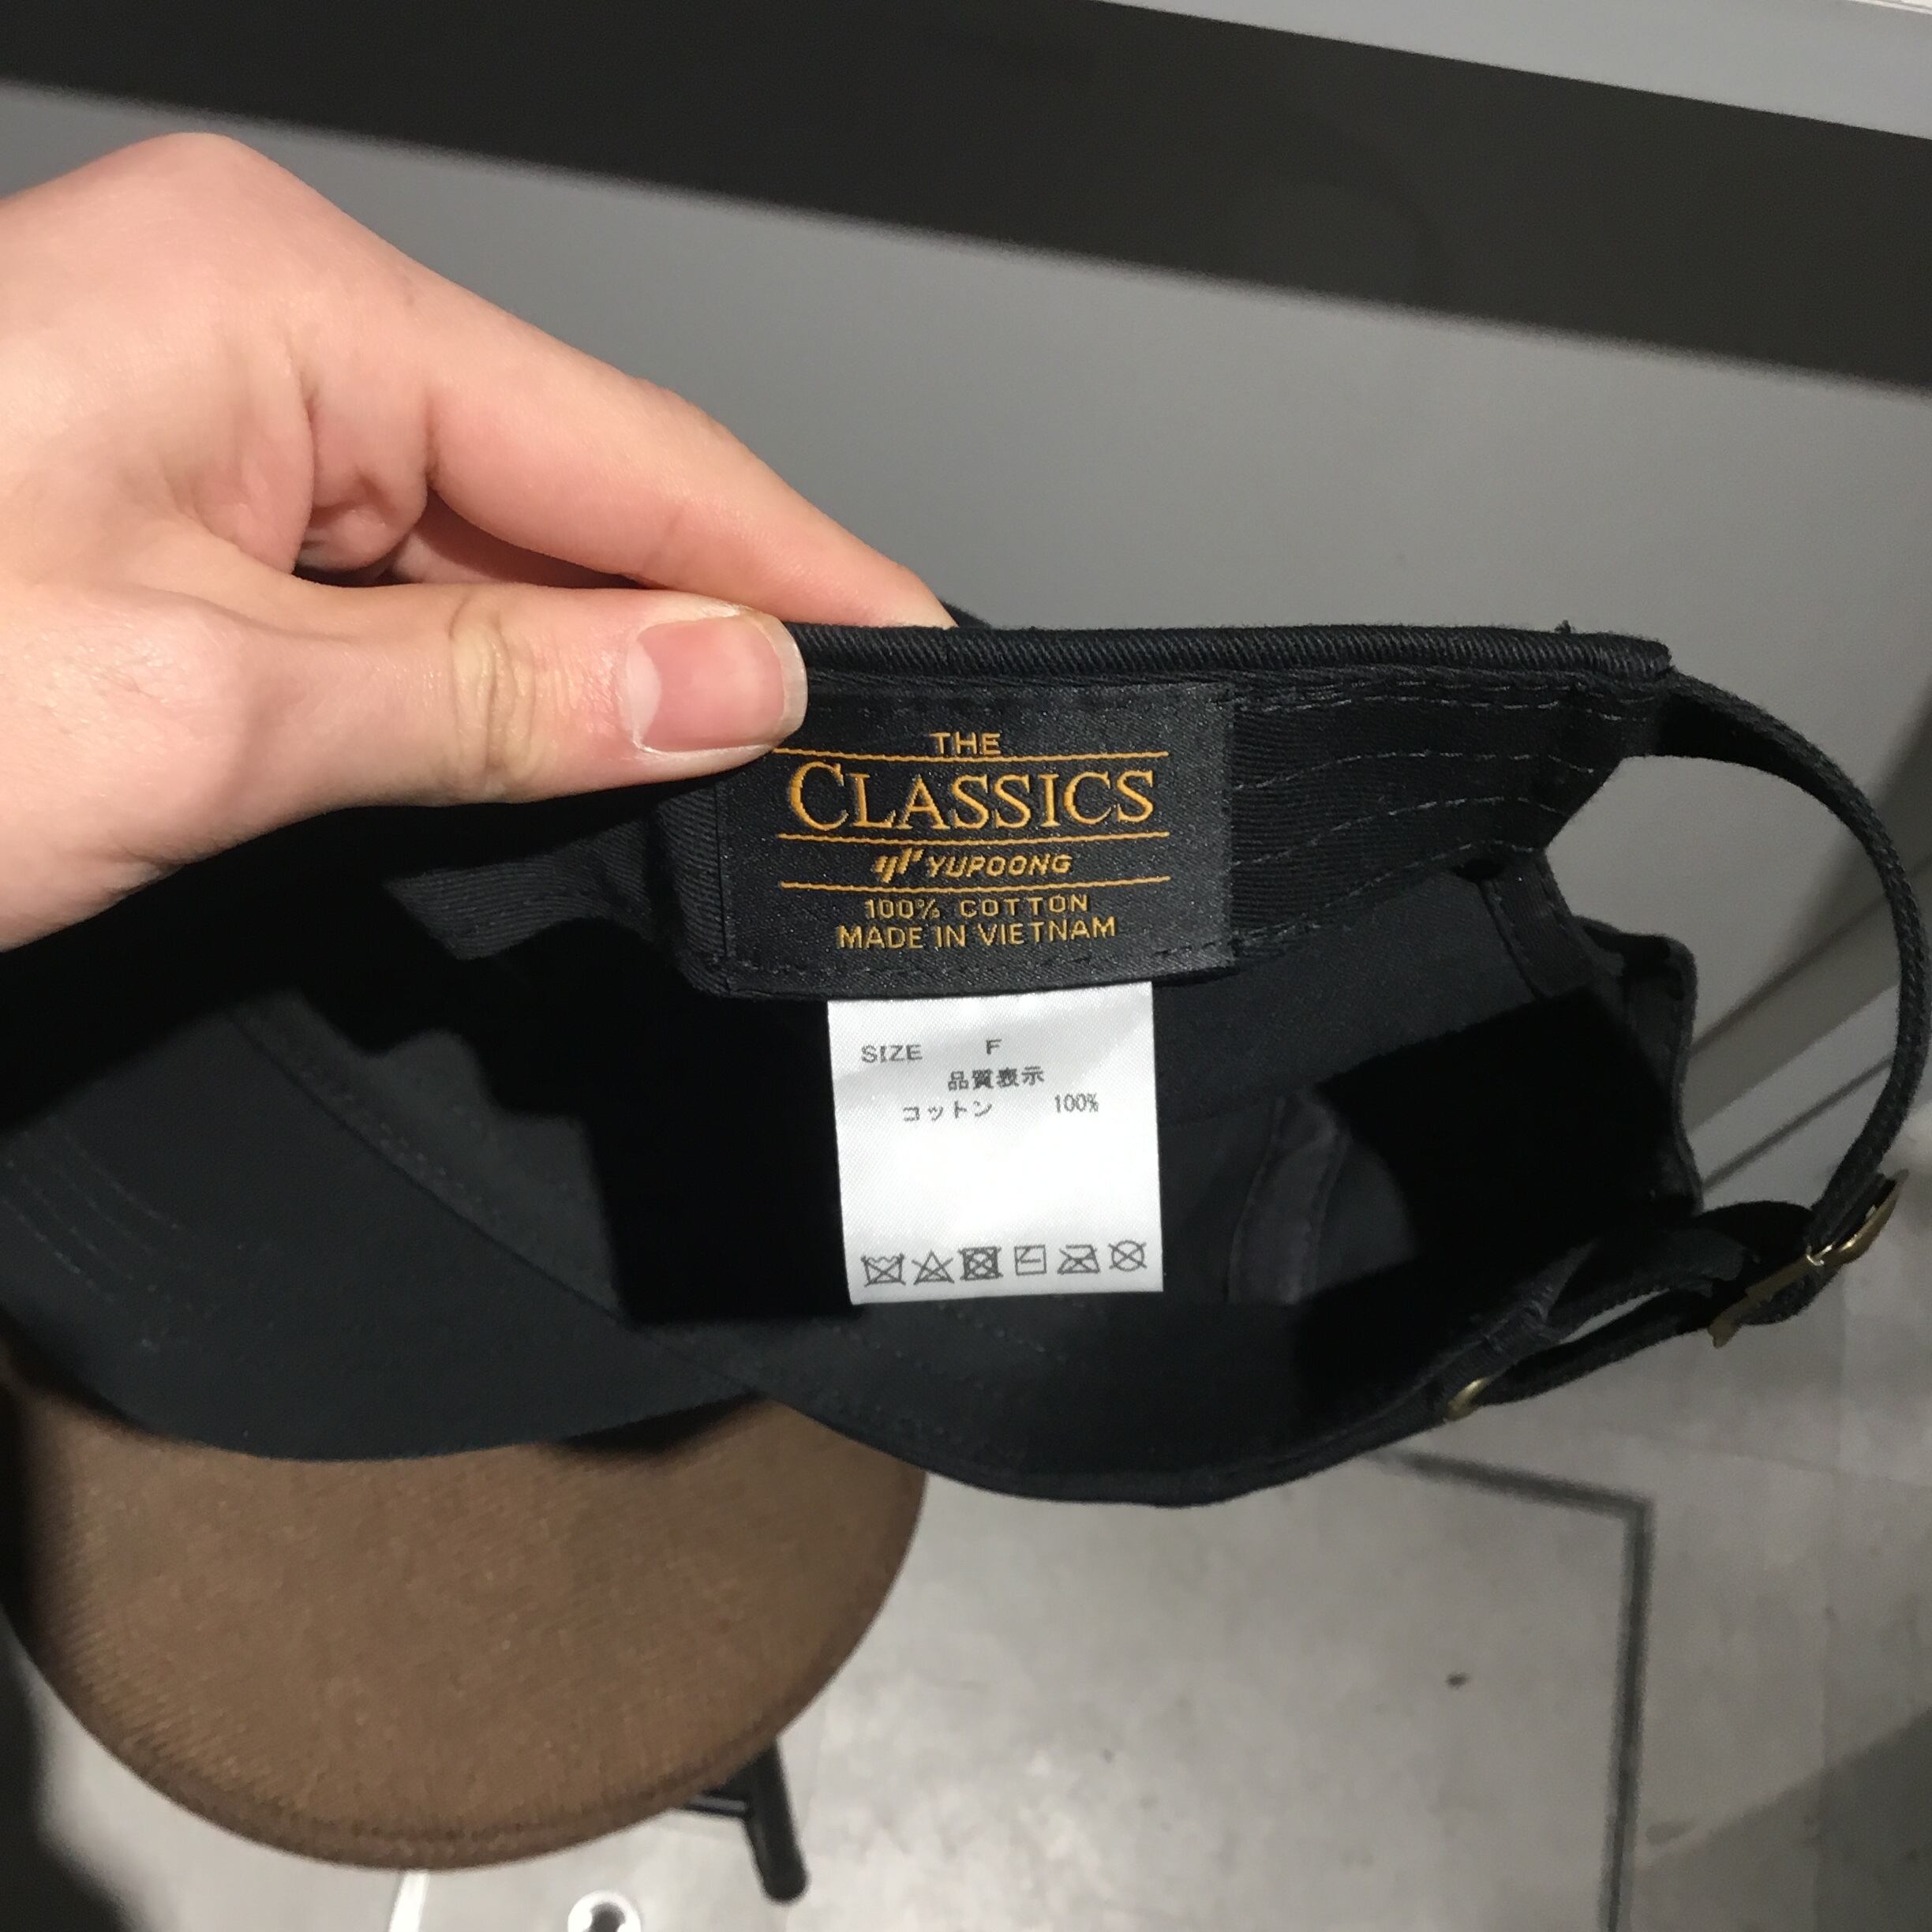 THE
CLASSICS
YUPOONG
100% COTTON
MADE IN VIETNAM
SIZE F
品質表示
コットン 100%